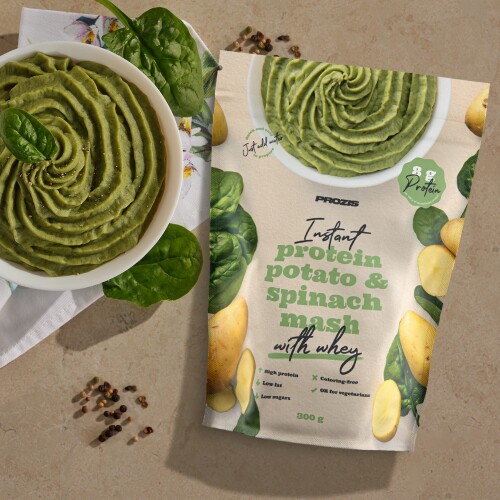 Just add water
8 g
Protein
PROZIS
Instant
protein
potato &
spinach
mash
with whey
High protein
Coloring-free
Low fat
OK for vegetarians
Low sugars
300 g